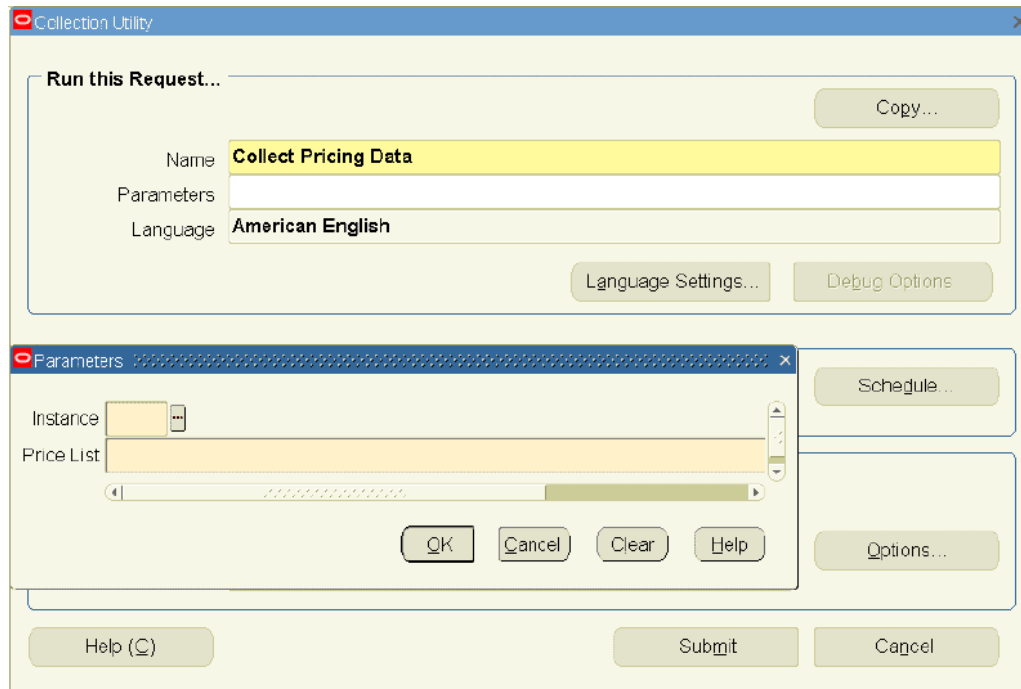 Collection Utility
Run this Request...
Copy...
Name Collect Pricing Data
Parameters
Language American English
Language Settings... Debug Options
Parameters
Schedule...
Instance
Price List
OK Cancel Clear Help
Options...
Help (C) Submit Cancel